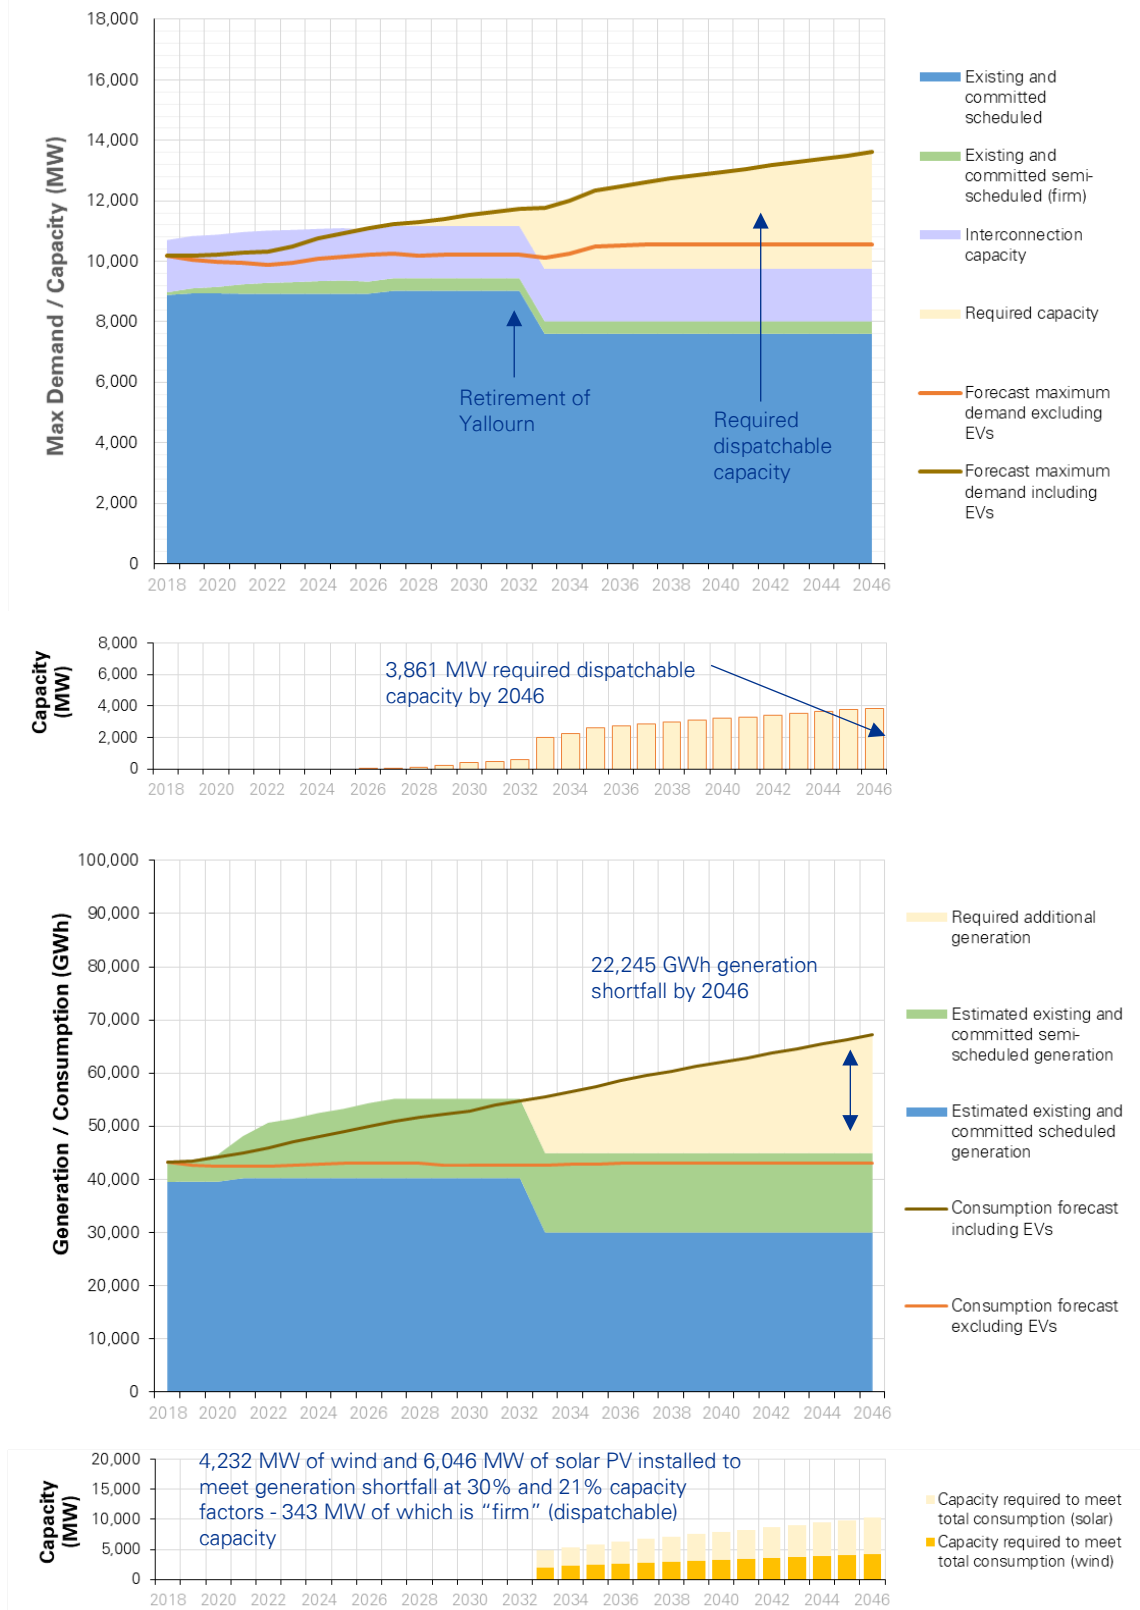 18,000
16,000
14,000
12,000
10,000
8,000
6,000
4,000
2,000
0
Max Demand / Capacity (MW)
2018 2020 2022 2024 2026 2028 2030 2032 2034 2036 2038 2040 2042 2044 2046
Retirement of
Yallourn
Required
dispatchable
capacity
Existing and
committed
scheduled
Existing and
committed semi-
scheduled (firm)
Interconnection
capacity
Required capacity
Forecast maximum
demand excluding
EVs
Forecast maximum
demand including
EVs
8,000
6,000
4,000
2,000
0
Capacity
(MW)
3,861 MW required dispatchable
capacity by 2046
2018 2020 2022 2024 2026 2028 2030 2032 2034 2036 2038 2040 2042 2044 2046
100,000
90,000
80,000
70,000
60,000
50,000
40,000
30,000
20,000
10,000
0
Generation / Consumption (GWh)
22,245 GWh generation
shortfall by 2046
2018 2020 2022 2024 2026 2028 2030 2032 2034 2036 2038 2040 2042 2044 2046
Required additional
generation
Estimated existing and
committed semi-
scheduled generation
Estimated existing and
committed scheduled
generation
Consumption forecast
including EVs
Consumption forecast
excluding EVs
20,000
15,000
10,000
5,000
0
Capacity
(MW)
4,232 MW of wind and 6,046 MW of solar PV installed to
meet generation shortfall at 30% and 21% capacity
factors - 343 MW of which is “firm” (dispatchable)
capacity
2018 2020 2022 2024 2026 2028 2030 2032 2034 2036 2038 2040 2042 2044 2046
Capacity required to meet
total consumption (solar)
Capacity required to meet
total consumption (wind)